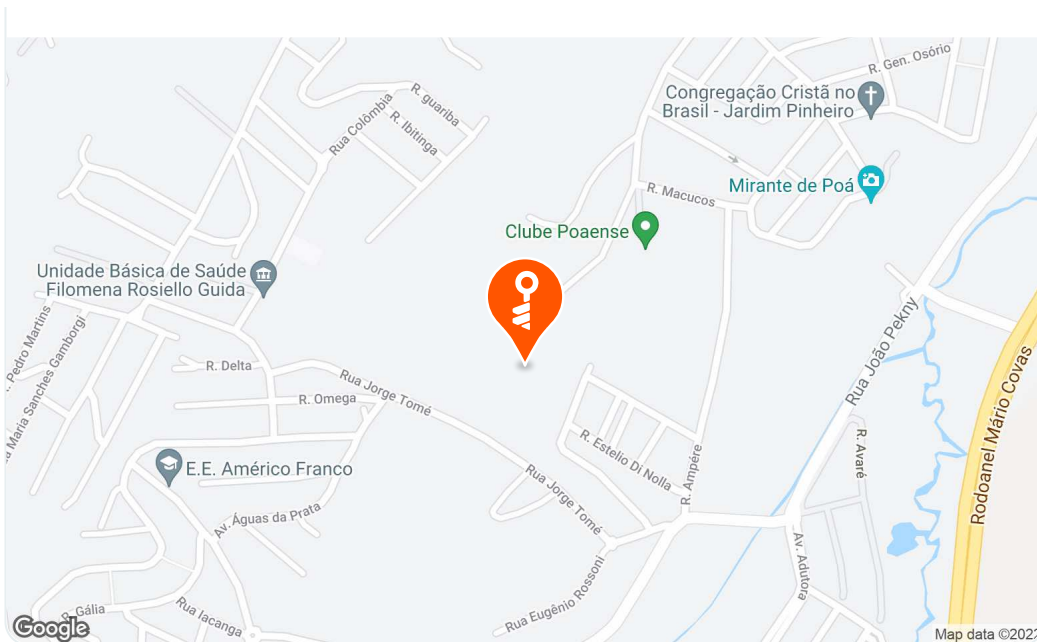 R. Gen. Osório
Congregação Cristã no
Brasil - Jardim Pinheiro
R. guariba
Rua Colômbia
R. Ibitinga
Mirante de Poá
R. Macucos
Clube Poaense
Unidade Básica de Saúde
Filomena Rosiello Guida
Pedro Martins
Maria Sanches Gamborgi
R. Delta
Rua Jorge Tomé
R. Omega
Rua João Pekny
Rodoanel Mário Covas
R. Estelio Di Nolla
R. Avaré
R. Ampére
E.E. Américo Franco
Rua Jorge Tomé
Av. Águas da Prata
Av. Adutora
Rua Eugênio Rossoni
R. Gália
Rua Iacanga
Google
Map data ©202